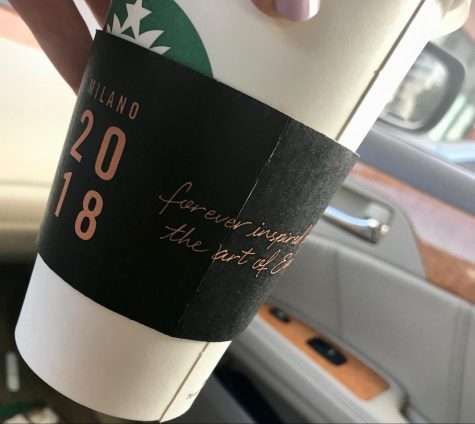 MILANO
20
18
forever inspired
the art of